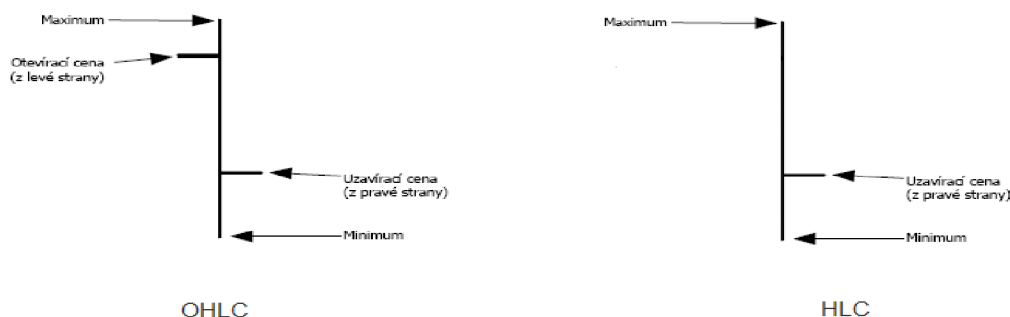 Maximum
Otevírací cena
(z levé strany)
Uzavírací cena
(z pravé strany)
Minimum
OHLC
Maximum
Uzavírací cena
(z pravé strany)
Minimum
HLC